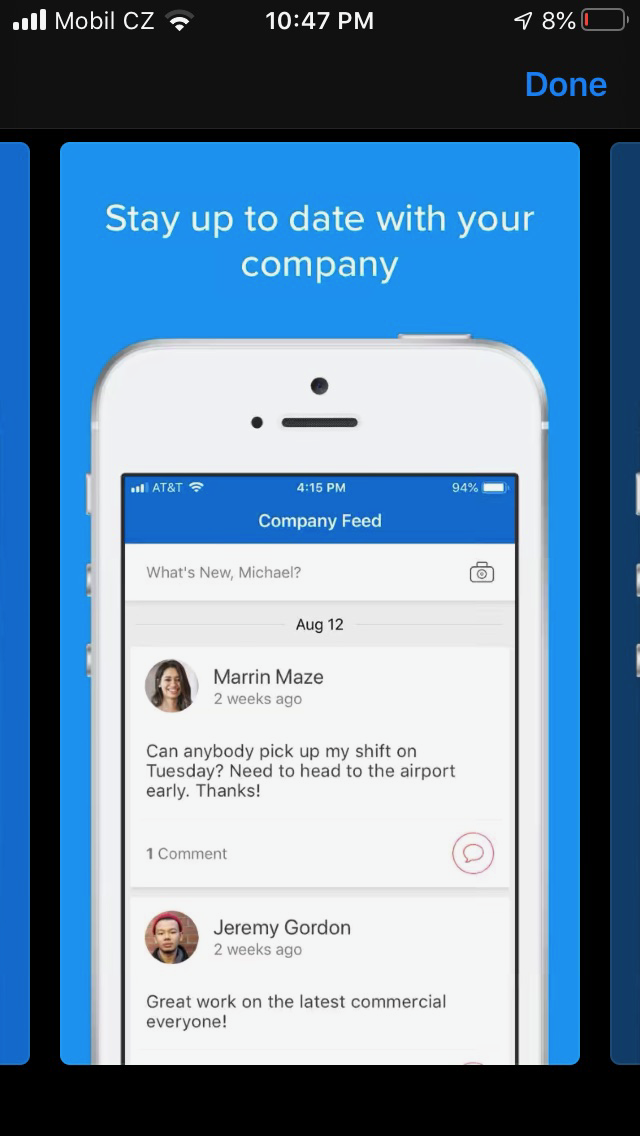 Mobil CZ 10:47 PM 8%
Done
Stay up to date with your
company
AT&T 4:15 PM 94%
Company Feed
What's New, Michael?
Aug 12
Marrin Maze
2 weeks ago
Can anybody pick up my shift on
Tuesday? Need to head to the airport
early. Thanks!
1 Comment
Jeremy Gordon
2 weeks ago
Great work on the latest commercial
everyone!